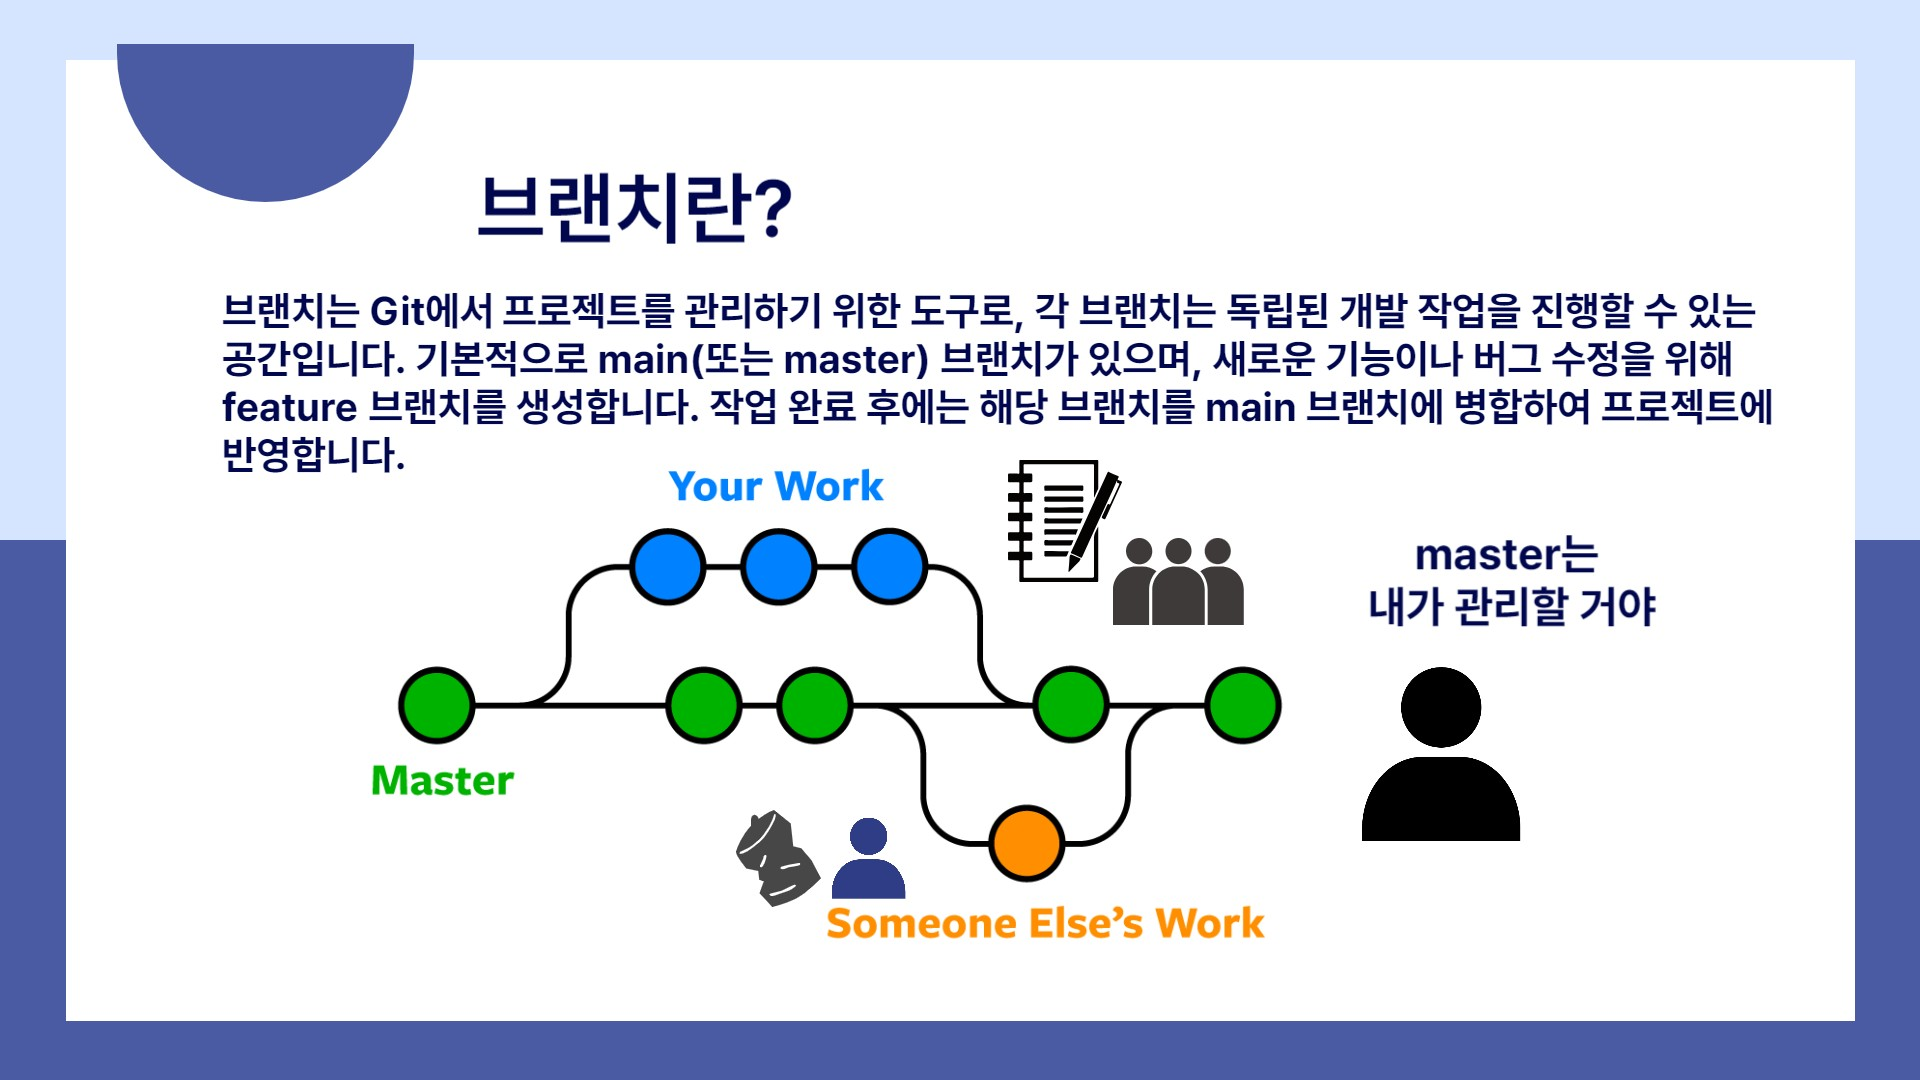 브랜치란?
브랜치는 Git에서 프로젝트를 관리하기 위한 도구로, 각 브랜치는 독립된 개발 작업을 진행할 수 있는
공간입니다. 기본적으로 main(또는 master) 브랜치가 있으며, 새로운 기능이나 버그 수정을 위해
feature 브랜치를 생성합니다. 작업 완료 후에는 해당 브랜치를 main 브랜치에 병합하여 프로젝트에
반영합니다.
Your Work
master는
내가 관리할 거야
Master
Someone Else’s Work